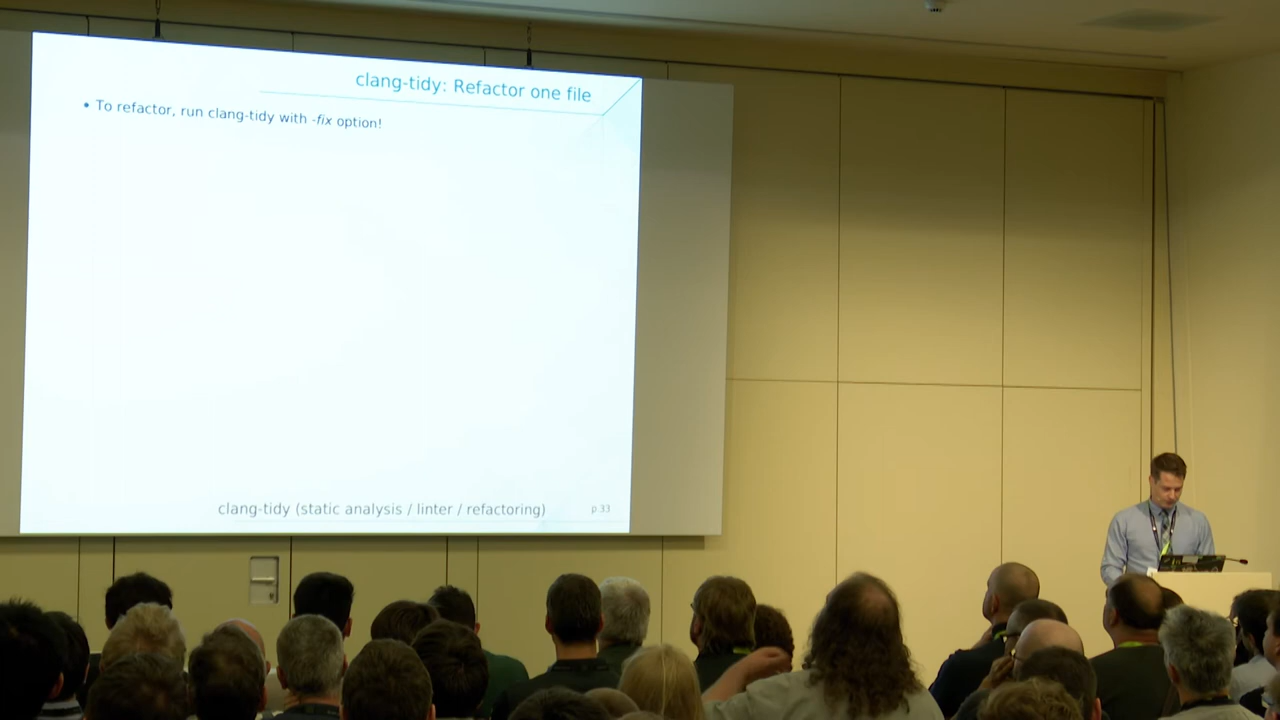 clang-tidy: Refactor one file
• To refactor, run clang-tidy with -fix option!
clang-tidy (static analysis / linter / refactoring)
p 33